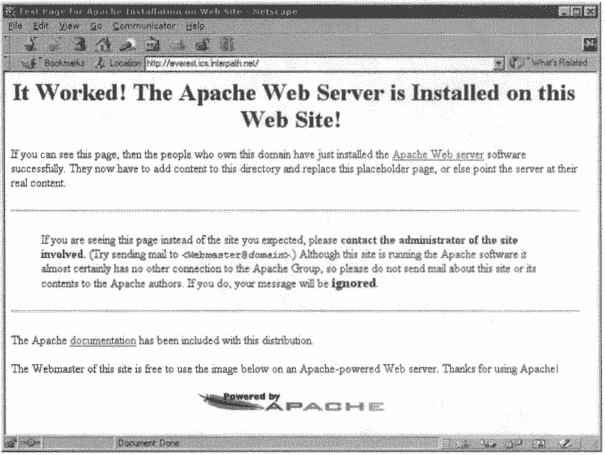 Test Page for Apache Installation on Web Site - Netscape
File Edit View Go Communicator Help
Bookmarks Location: http://everest.ics.interpath.net/ What's Related
It Worked! The Apache Web Server is Installed on this
Web Site!
If you can see this page, then the people who own this domain have just installed the Apache Web server software
successfully. They now have to add content to this directory and replace this placeholder page, or else point the server at their
real content.
If you are seeing this page instead of the site you expected, please contact the administrator of the site
involved. (Try sending mail to <Webmaster@domain>.) Although this site is running the Apache software it
almost certainly has no other connection to the Apache Group, so please do not send mail about this site or its
contents to the Apache authors. If you do, your message will be ignored.
The Apache documentation has been included with this distribution.
The Webmaster of this site is free to use the image below on an Apache-powered Web server. Thanks for using Apache!
Powered by
APACHE
Document: Done